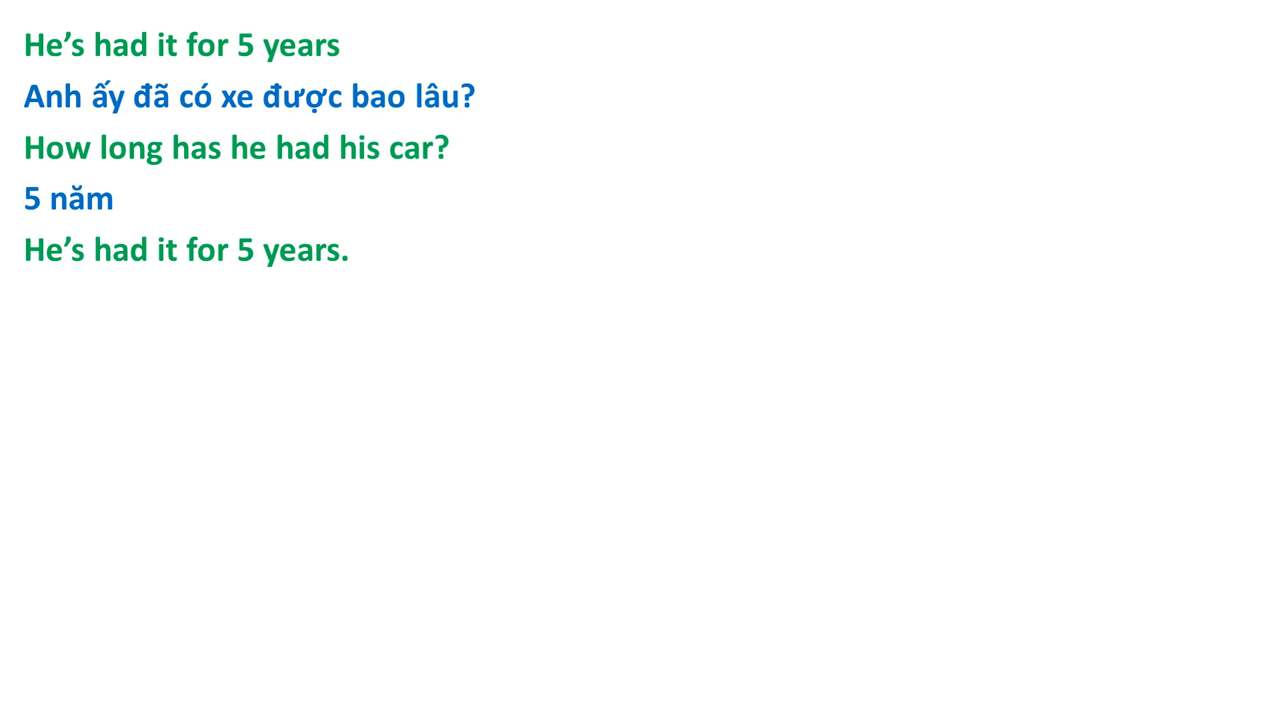 He’s had it for 5 years
Anh ấy đã có xe được bao lâu?
How long has he had his car?
5 năm
He’s had it for 5 years.